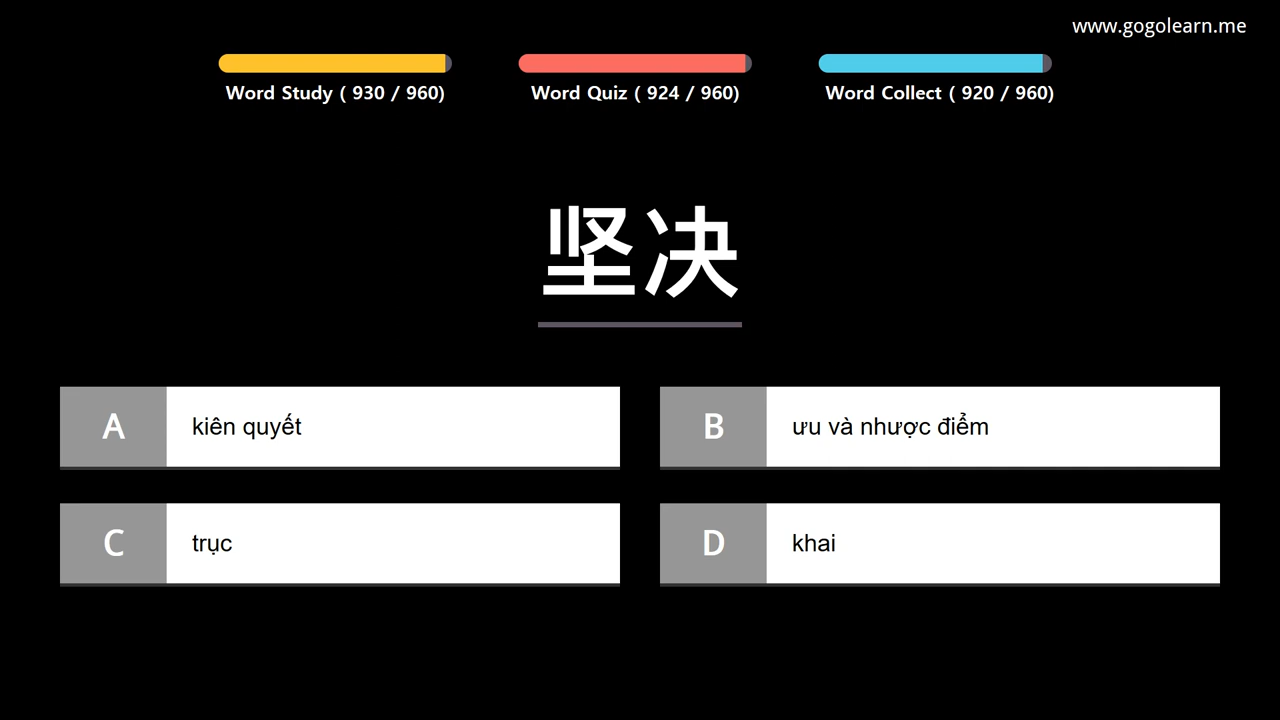 www.gogolearn.me
Word Study ( 930 / 960)
Word Quiz ( 924 / 960)
Word Collect ( 920 / 960)
坚决
A kiên quyết
B ưu và nhược điểm
C trục
D khai